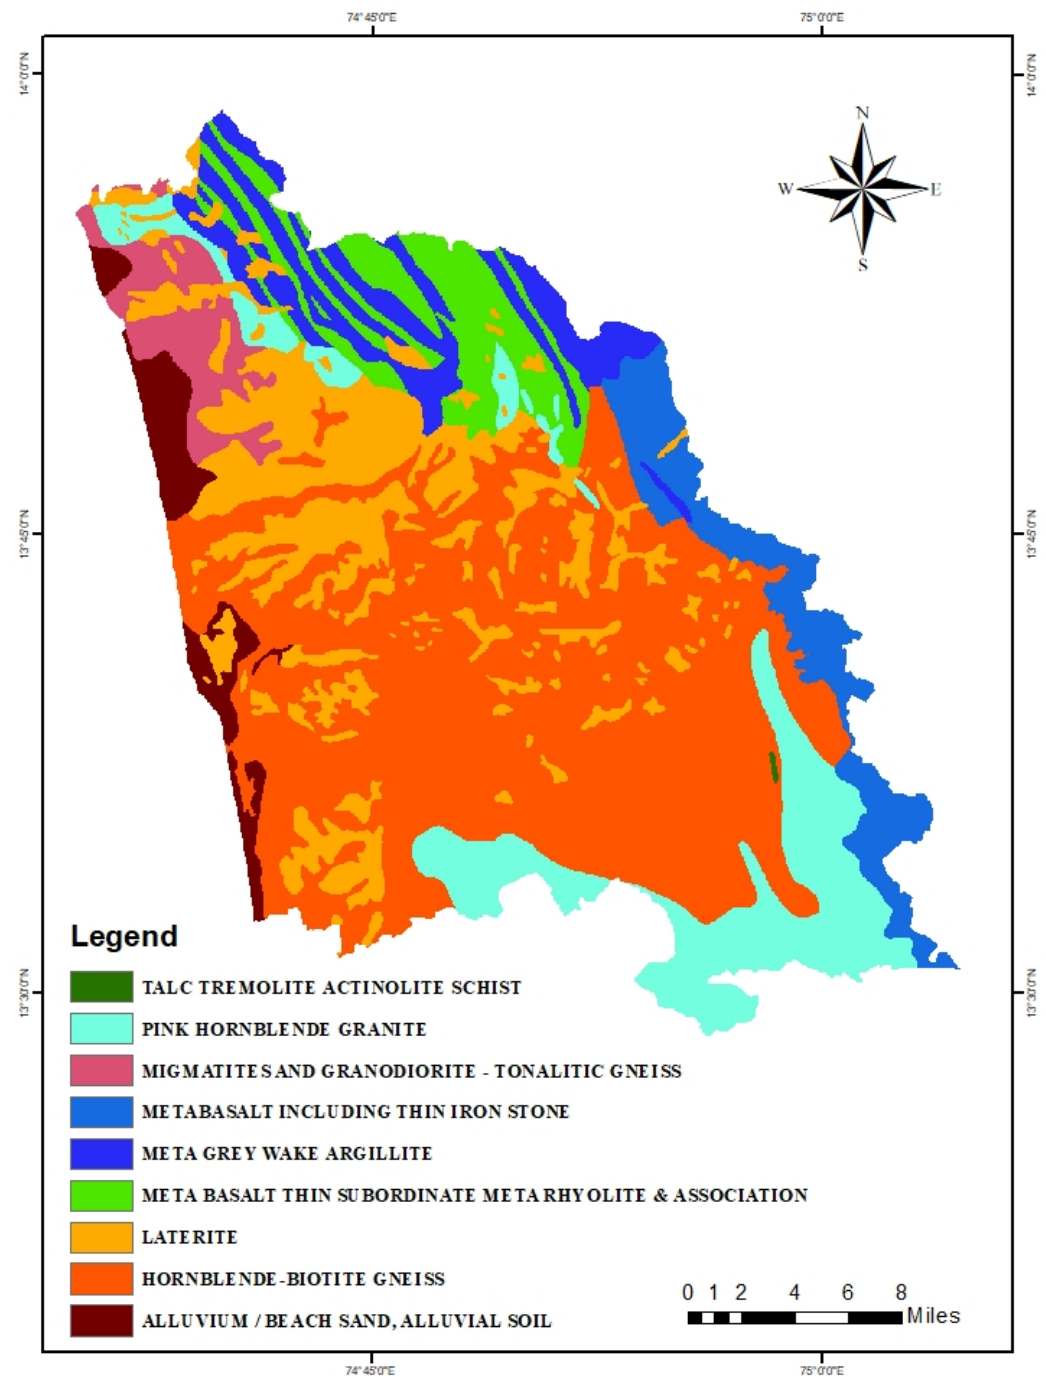 74°45'0"E 75°0'0"E
14°0'0"N 14°0'0"N
N
W E
S
13°45'0"N 13°45'0"N
Legend
13°30'0"N 13°30'0"N
TALC TREMOLITE ACTINOLITE SCHIST
PINK HORNBLENDE GRANITE
MIGMATITES AND GRANODIORITE - TONALITIC GNEISS
METABASALT INCLUDING THIN IRON STONE
META GREY WAKE ARGILLITE
META BASALT THIN SUBORDINATE METARHYOLITE & ASSOCIATION
LATERITE
HORNBLENDE-BIOTITE GNEISS
ALLUVIUM / BEACH SAND, ALLUVIAL SOIL
0 1 2 4 6 8
Miles
74°45'0"E 75°0'0"E